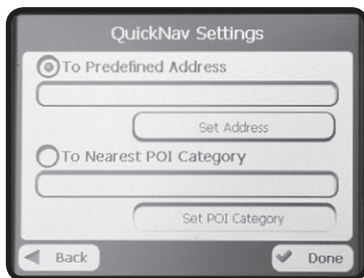 QuickNav Settings
To Predefined Address
Set Address
To Nearest POI Category
Set POI Category
Back
Done